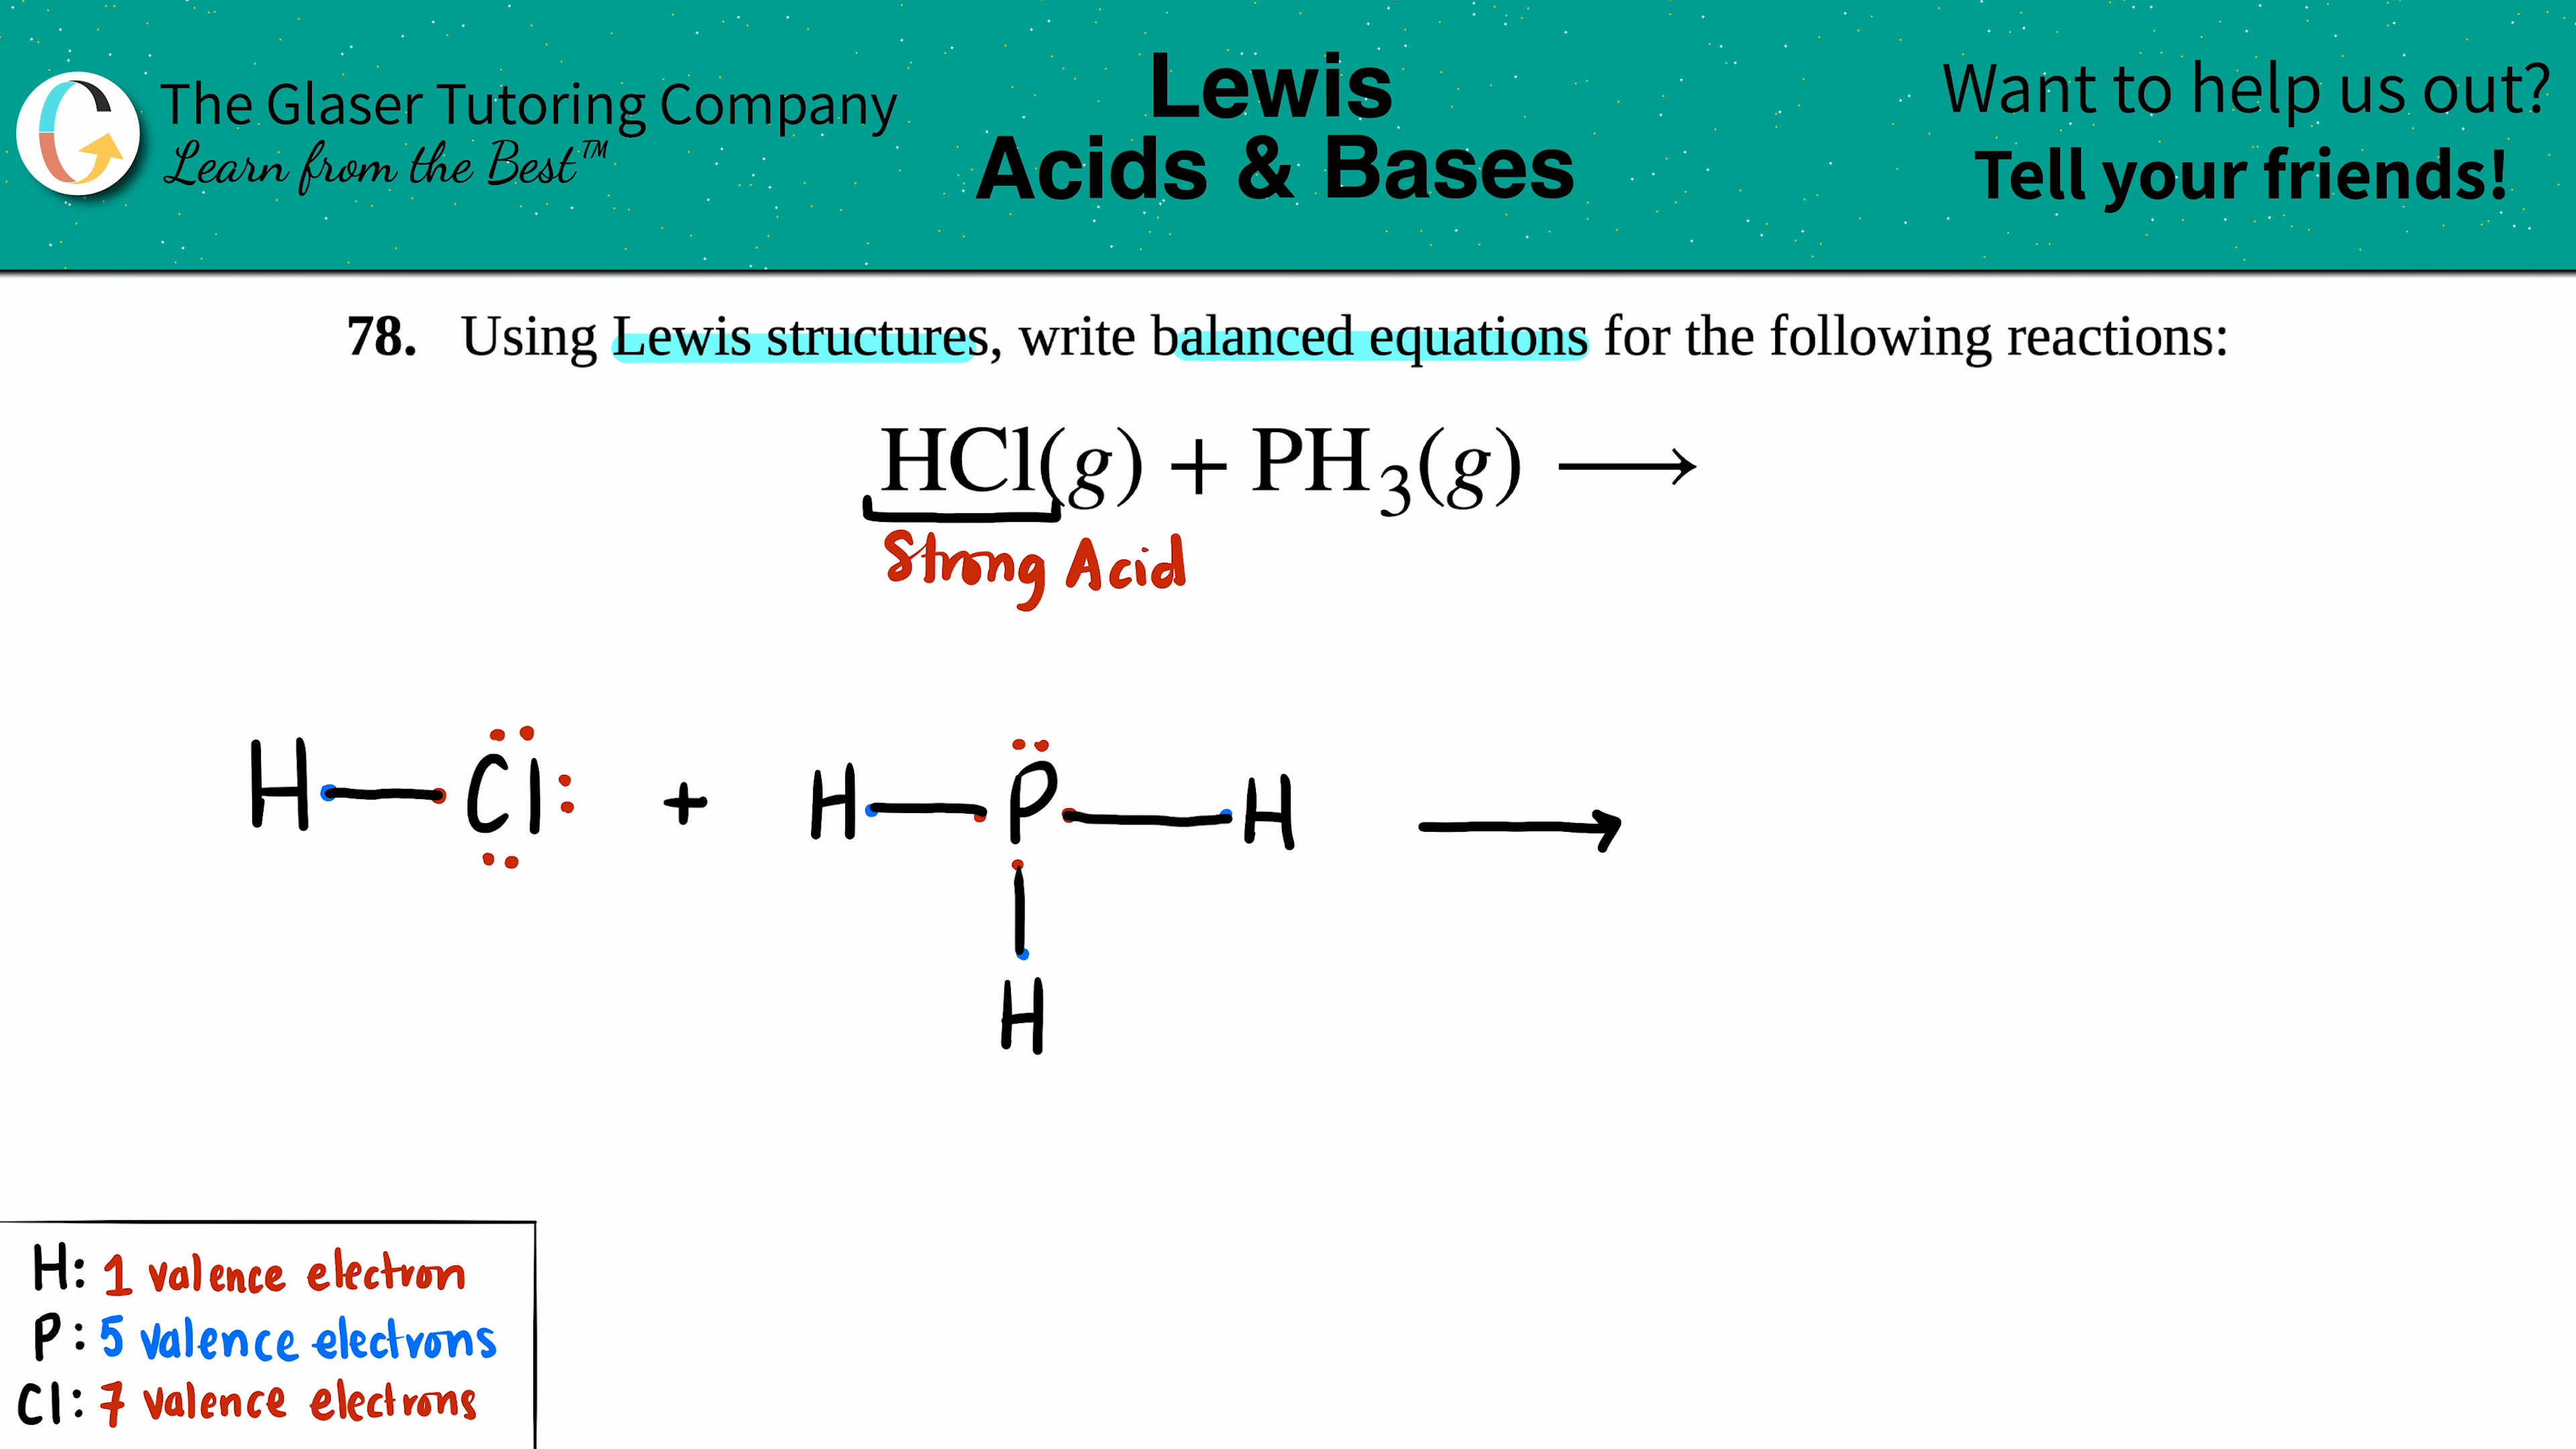 The Glaser Tutoring Company
Learn from the Best™
Lewis
Acids & Bases
Want to help us out?
Tell your friends!
78. Using Lewis structures, write balanced equations for the following reactions:
HCl(g) + PH₃(g) ⟶
Strong Acid
H—Cl: + H—P—H ⟶
H
H: 1 valence electron
P: 5 valence electrons
Cl: 7 valence electrons